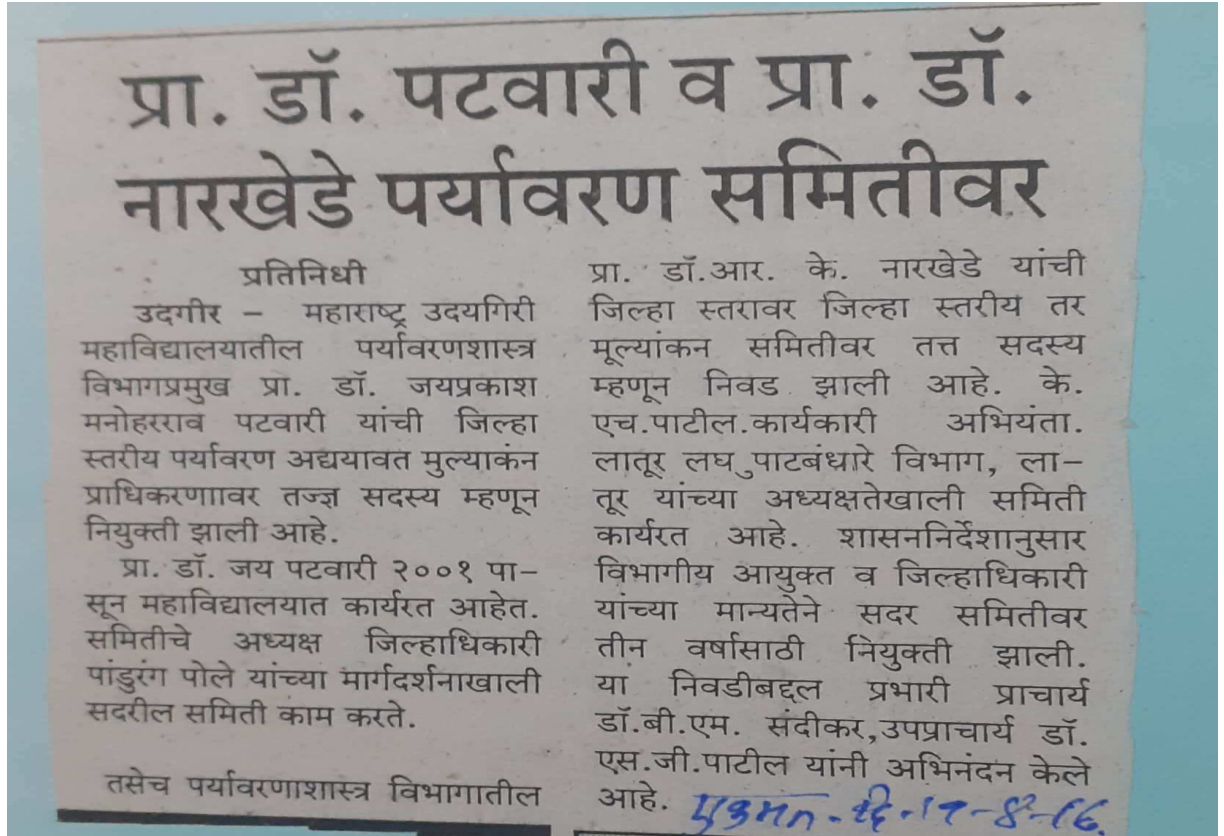 प्रा. डॉ. पटवारी व प्रा. डॉ.
नारखेडे पर्यावरण समितीवर
प्रतिनिधी
उदगीर – महाराष्ट्र उदयगिरी
महाविद्यालयातील पर्यावरणशास्त्र
विभागप्रमुख प्रा. डॉ. जयप्रकाश
मनोहरराव पटवारी यांची जिल्हा
स्तरीय पर्यावरण अद्ययावत मुल्याकंन
प्राधिकरणाावर तज्ज्ञ सदस्य म्हणून
नियुक्ती झाली आहे.
प्रा. डॉ. जय पटवारी २००१ पा-
सून महाविद्यालयात कार्यरत आहेत.
समितीचे अध्यक्ष जिल्हाधिकारी
पांडुरंग पोले यांच्या मार्गदर्शनाखाली
सदरील समिती काम करते.
तसेच पर्यावरणाशास्त्र विभागातील
प्रा. डॉ.आर. के. नारखेडे यांची
जिल्हा स्तरावर जिल्हा स्तरीय तर
मूल्यांकन समितीवर तत्त सदस्य
म्हणून निवड झाली आहे. के.
एच.पाटील.कार्यकारी अभियंता.
लातूर लघु पाटबंधारे विभाग, ला-
तूर यांच्या अध्यक्षतेखाली समिती
कार्यरत आहे. शासननिर्देशानुसार
विभागीय आयुक्त व जिल्हाधिकारी
यांच्या मान्यतेने सदर समितीवर
तीन वर्षासाठी नियुक्ती झाली.
या निवडीबद्दल प्रभारी प्राचार्य
डॉ.बी.एम. संदीकर,उपप्राचार्य डॉ.
एस.जी.पाटील यांनी अभिनंदन केले
आहे.